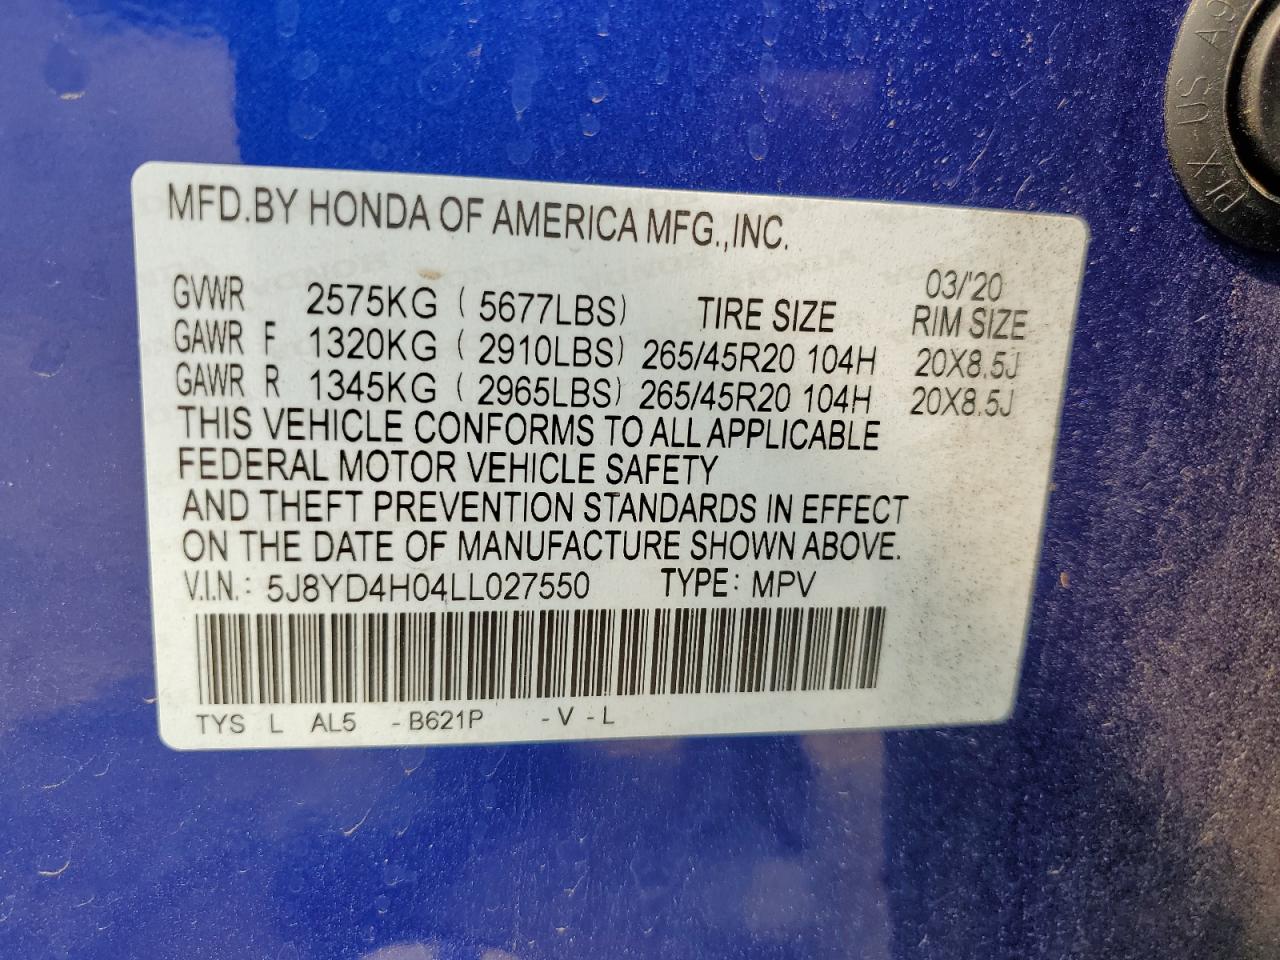 MFD.BY HONDA OF AMERICA MFG.,INC.
03/'20
GVWR 2575KG ( 5677LBS) TIRE SIZE RIM SIZE
GAWR F 1320KG ( 2910LBS) 265/45R20 104H 20X8.5J
GAWR R 1345KG ( 2965LBS) 265/45R20 104H 20X8.5J
THIS VEHICLE CONFORMS TO ALL APPLICABLE
FEDERAL MOTOR VEHICLE SAFETY
AND THEFT PREVENTION STANDARDS IN EFFECT
ON THE DATE OF MANUFACTURE SHOWN ABOVE.
V.I.N.: 5J8YD4H04LL027550 TYPE: MPV
TYS L AL5 - B621P - V - L
PLX US